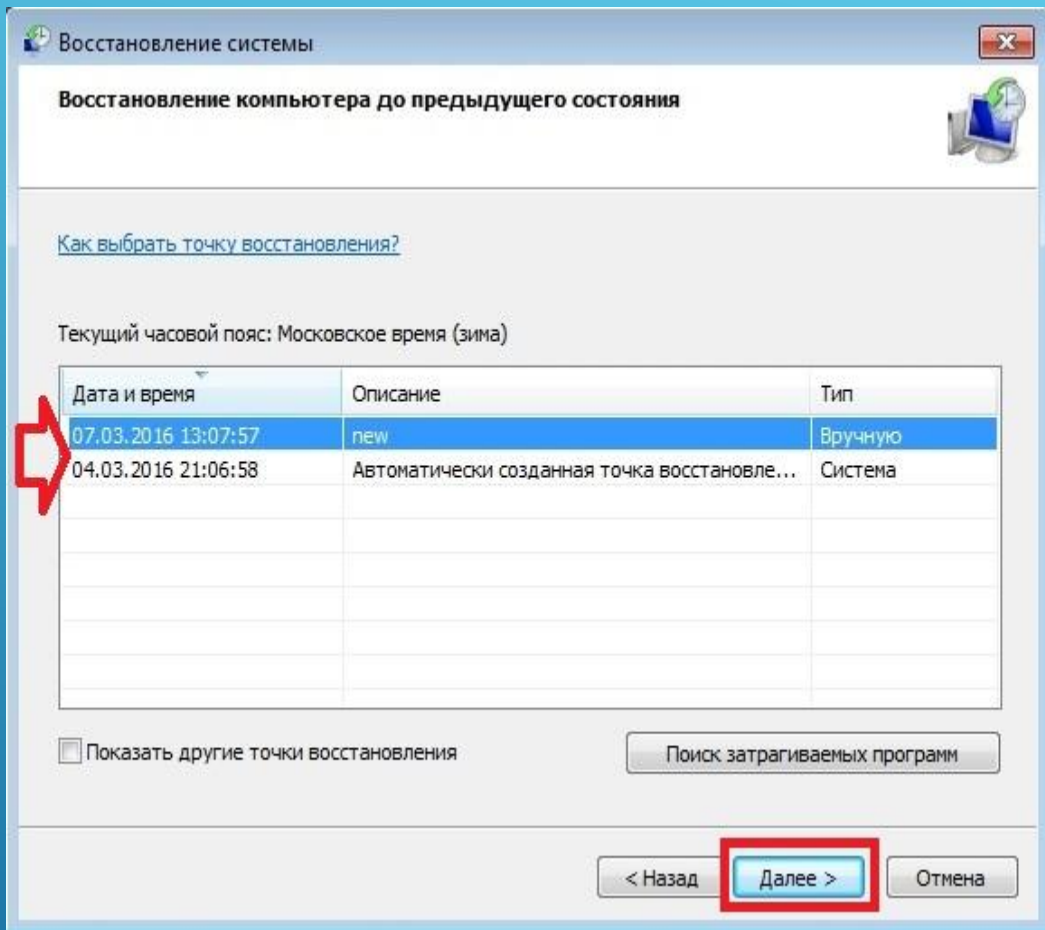 Восстановление системы
Восстановление компьютера до предыдущего состояния
Как выбрать точку восстановления?
Текущий часовой пояс: Московское время (зима)
Дата и время Описание Тип
07.03.2016 13:07:57 new Вручную
04.03.2016 21:06:58 Автоматически созданная точка восстановле... Система
Показать другие точки восстановления Поиск затрагиваемых программ
< Назад Далее > Отмена